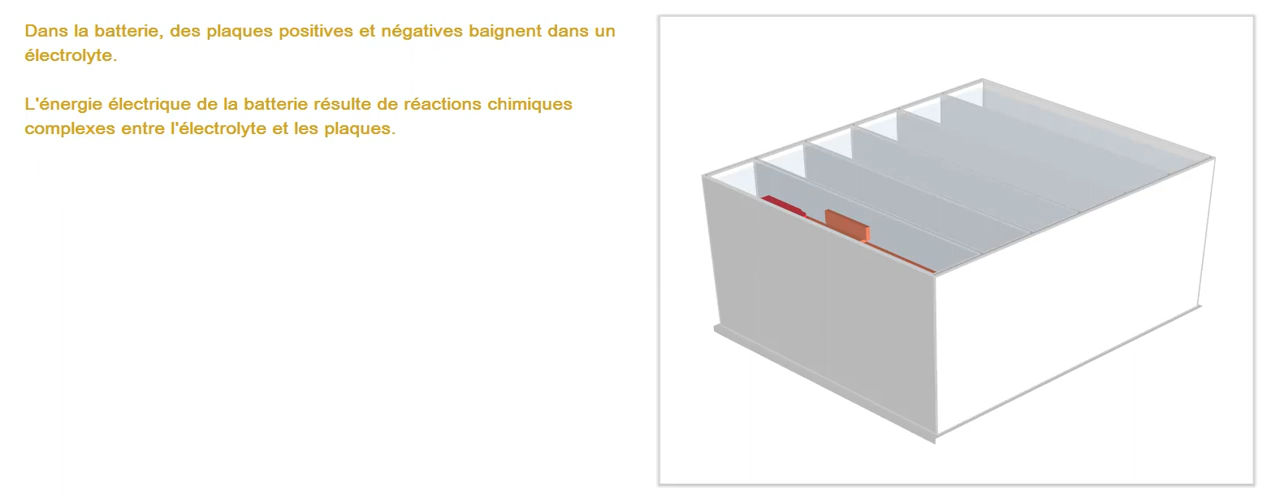 Dans la batterie, des plaques positives et négatives baignent dans un
électrolyte.
L'énergie électrique de la batterie résulte de réactions chimiques
complexes entre l'électrolyte et les plaques.